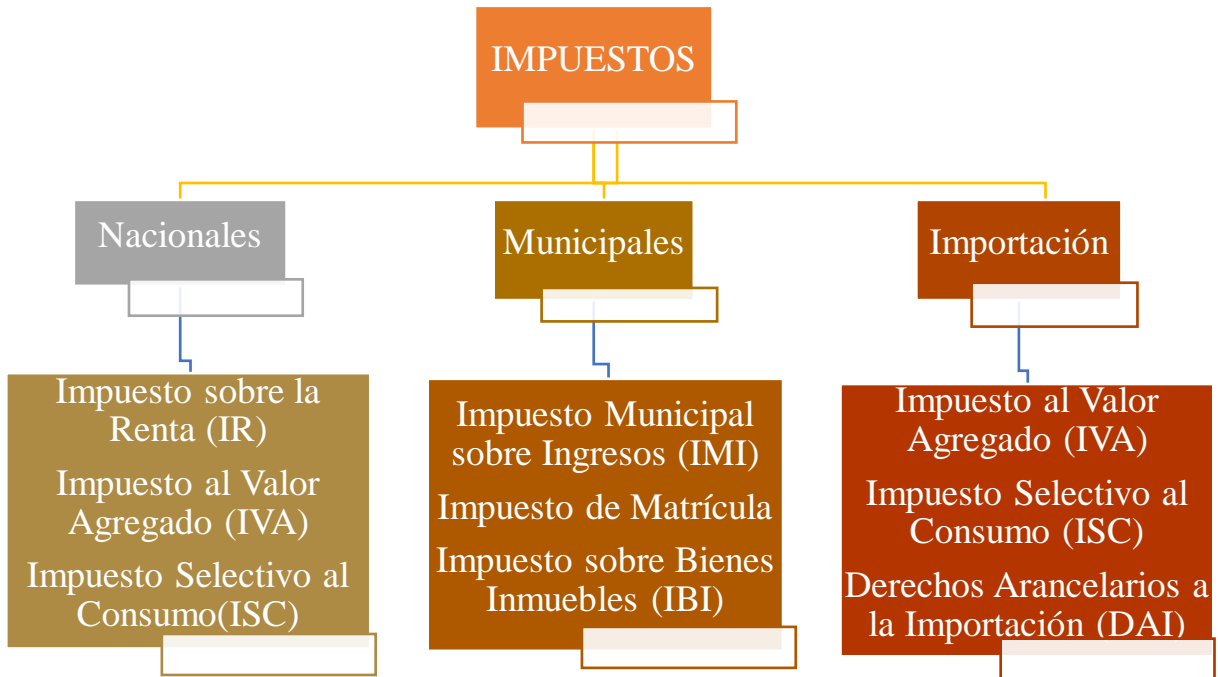 IMPUESTOS
Nacionales
Municipales
Importación
Impuesto sobre la
Renta (IR)
Impuesto al Valor
Agregado (IVA)
Impuesto Selectivo al
Consumo(ISC)
Impuesto Municipal
sobre Ingresos (IMI)
Impuesto de Matrícula
Impuesto sobre Bienes
Inmuebles (IBI)
Impuesto al Valor
Agregado (IVA)
Impuesto Selectivo al
Consumo (ISC)
Derechos Arancelarios a
la Importación (DAI)